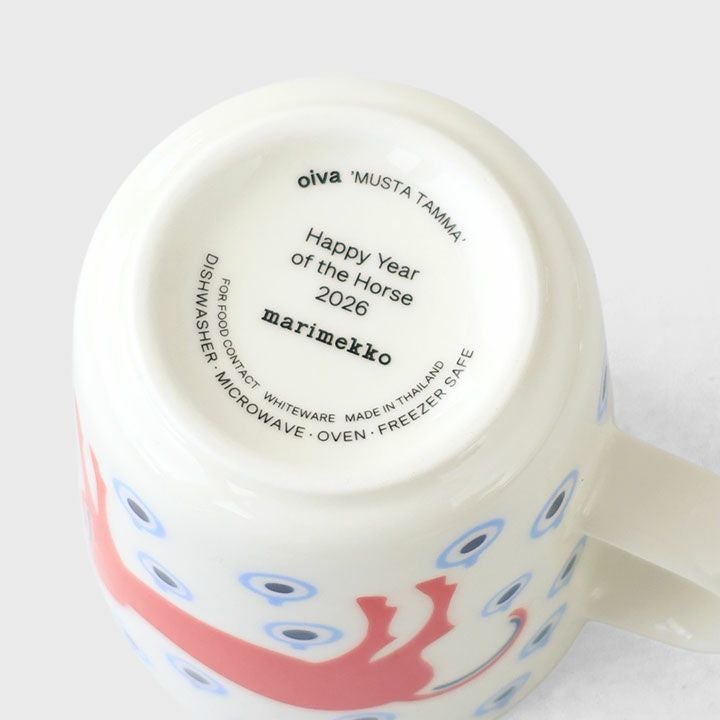 oiva 'MUSTA TAMMA'
Happy Year
of the Horse
2026
marimekko
FOR FOOD CONTACT WHITEWARE MADE IN THAILAND
DISHWASHER · MICROWAVE · OVEN · FREEZER SAFE